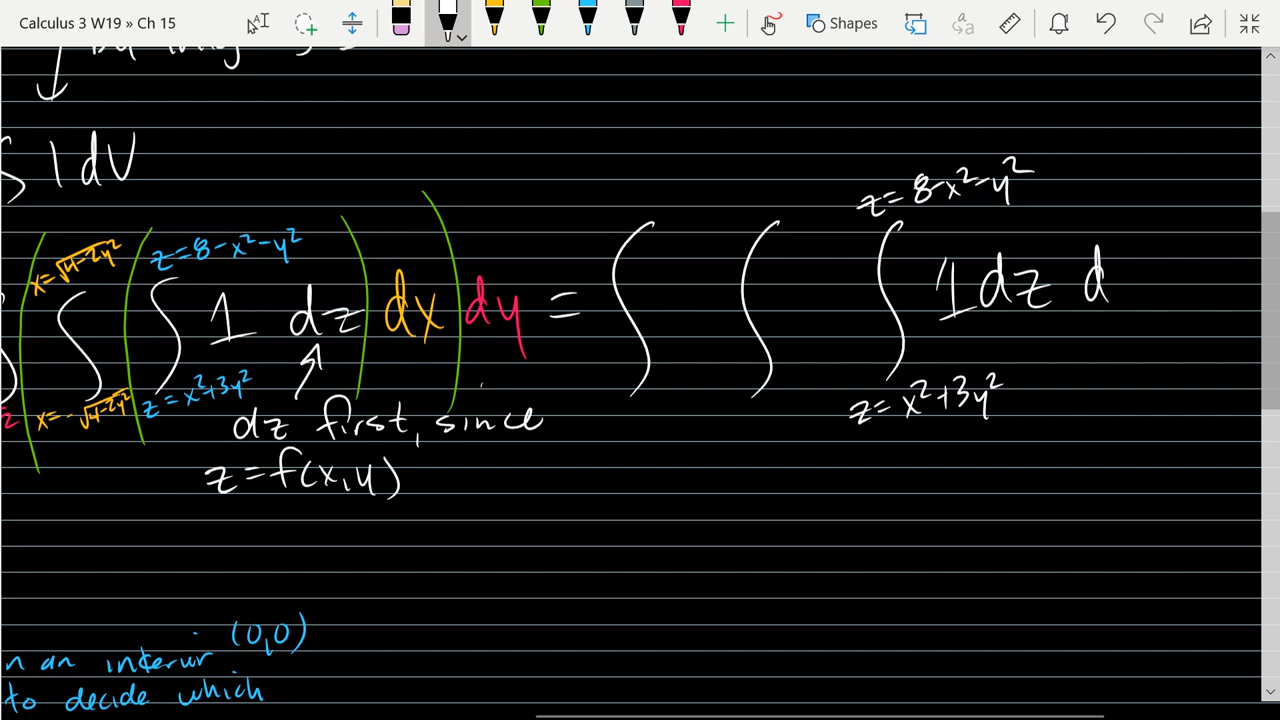 Calculus 3 W19 » Ch 15
Shapes
∫ 1 dV
z=8-x²-y²
x=√4-2y² z=8-x²-y²
∫ ∫ ( ( ∫ 1 dz ) dx ) dy = ∫ ∫ ∫ 1 dz d
x=-√4-2y² z=x²+3y² z=x²+3y²
dz first, since
z=f(x,y)
(0,0)
n an interiur
to decide which